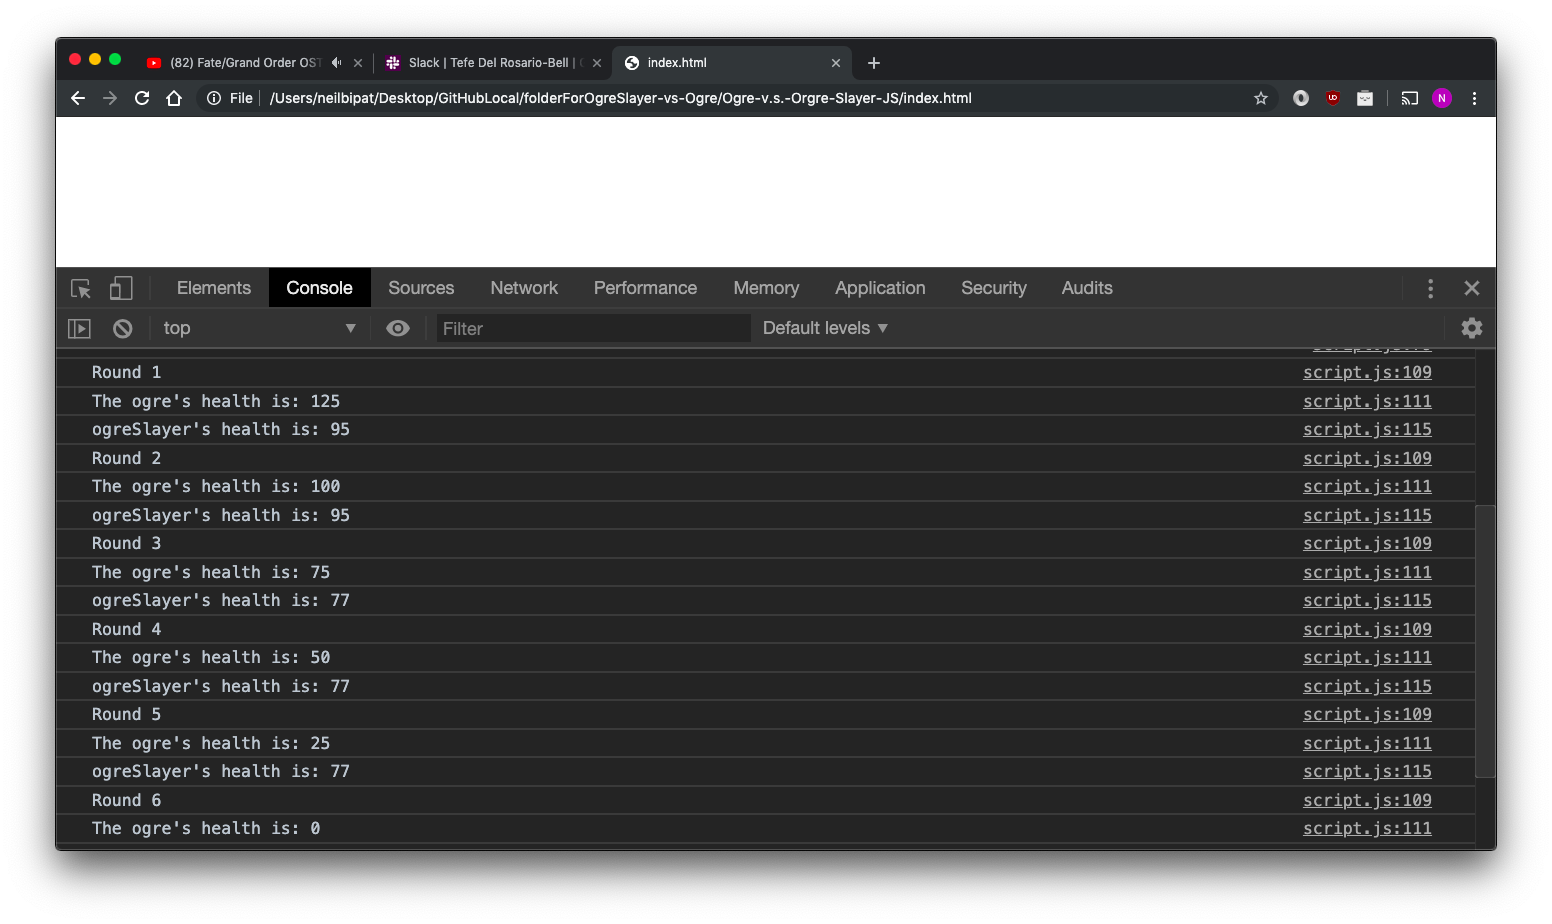 (82) Fate/Grand Order OST
Slack | Tefe Del Rosario-Bell |
index.html
File /Users/neilbipat/Desktop/GitHubLocal/folderForOgreSlayer-vs-Ogre/Ogre-v.s.-Orgre-Slayer-JS/index.html
N
Elements Console Sources Network Performance Memory Application Security Audits
top Filter Default levels
Round 1 script.js:109
The ogre's health is: 125 script.js:111
ogreSlayer's health is: 95 script.js:115
Round 2 script.js:109
The ogre's health is: 100 script.js:111
ogreSlayer's health is: 95 script.js:115
Round 3 script.js:109
The ogre's health is: 75 script.js:111
ogreSlayer's health is: 77 script.js:115
Round 4 script.js:109
The ogre's health is: 50 script.js:111
ogreSlayer's health is: 77 script.js:115
Round 5 script.js:109
The ogre's health is: 25 script.js:111
ogreSlayer's health is: 77 script.js:115
Round 6 script.js:109
The ogre's health is: 0 script.js:111